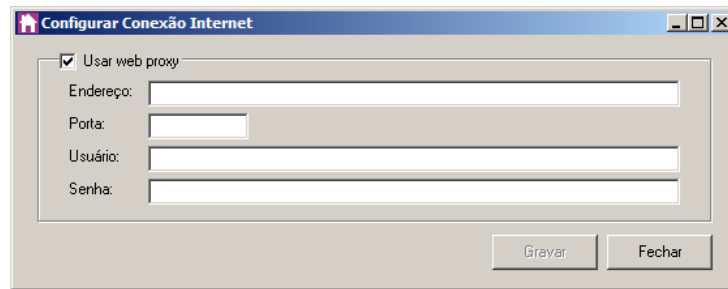 Configurar Conexão Internet
Usar web proxy
Endereço:
Porta:
Usuário:
Senha:
Gravar Fechar